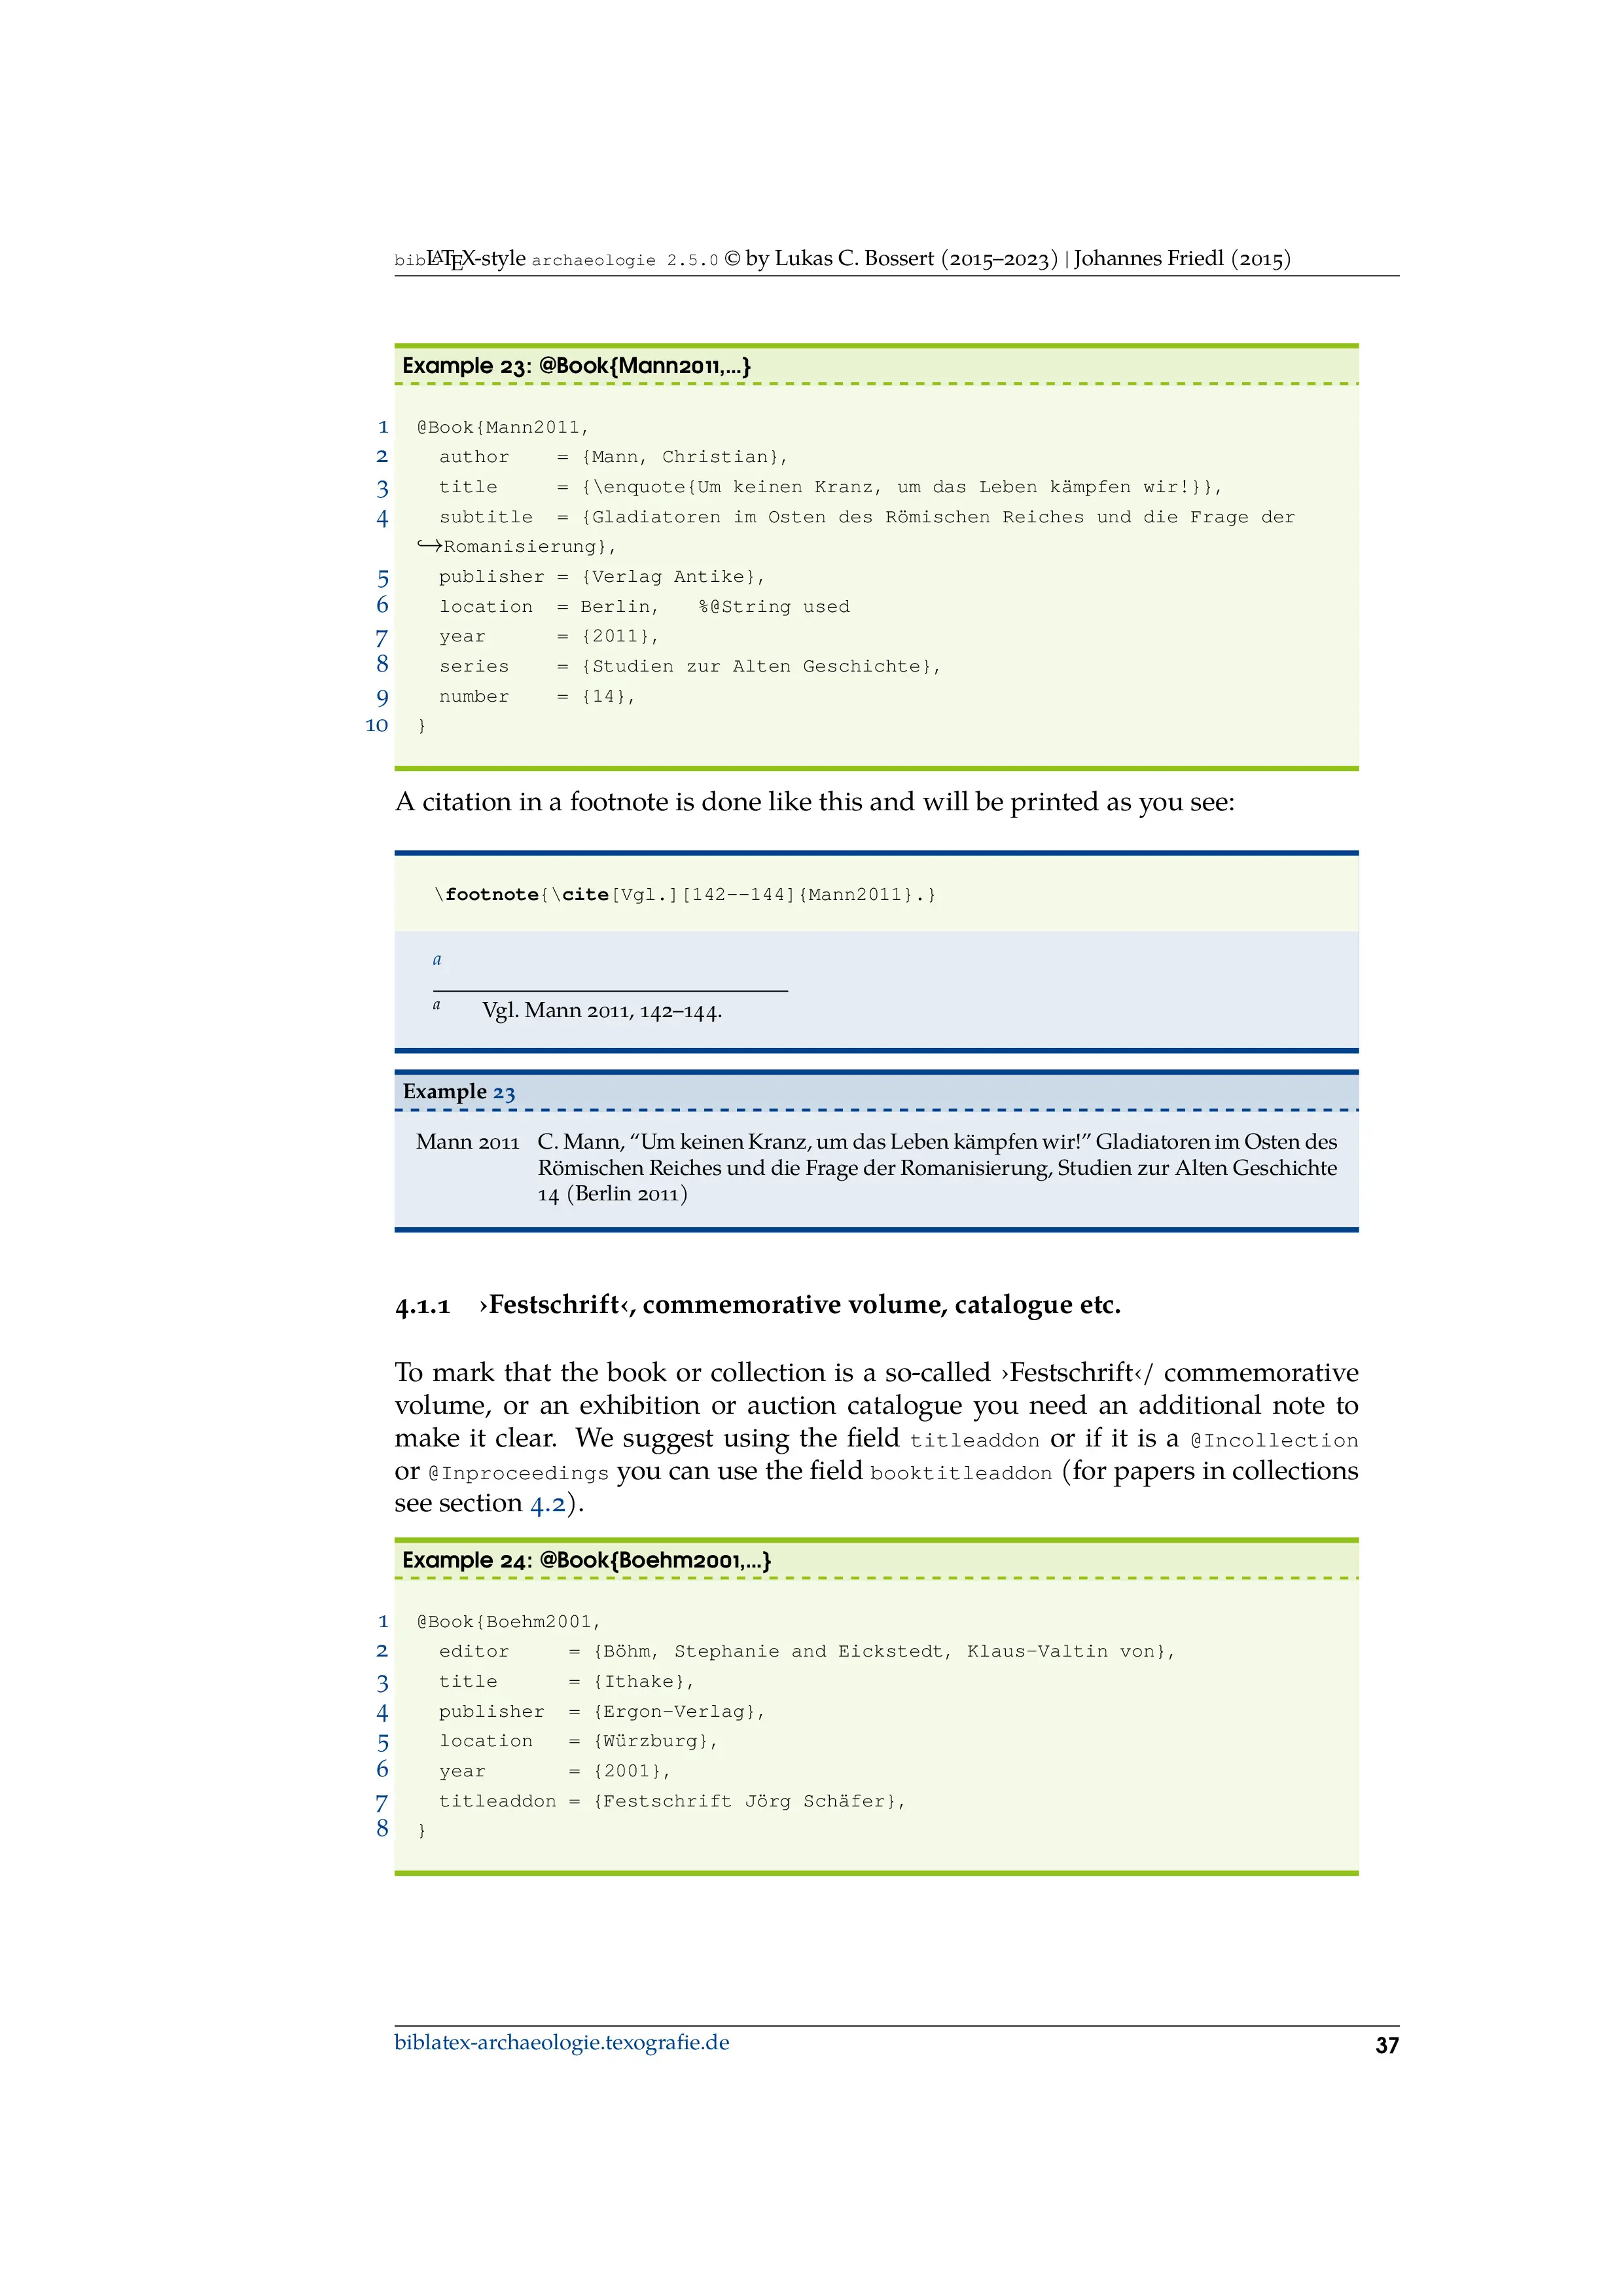 bibLATEX-style archaeologie 2.5.0 © by Lukas C. Bossert (2015–2023) | Johannes Friedl (2015)
Example 23: @Book{Mann2011,...}
1 @Book{Mann2011,
2 author = {Mann, Christian},
3 title = {\enquote{Um keinen Kranz, um das Leben kämpfen wir!}},
4 subtitle = {Gladiatoren im Osten des Römischen Reiches und die Frage der
↪Romanisierung},
5 publisher = {Verlag Antike},
6 location = Berlin, %@String used
7 year = {2011},
8 series = {Studien zur Alten Geschichte},
9 number = {14},
10 }
A citation in a footnote is done like this and will be printed as you see:
\footnote{\cite[Vgl.][142--144]{Mann2011}.}
a
a Vgl. Mann 2011, 142–144.
Example 23
Mann 2011 C. Mann, “Um keinen Kranz, um das Leben kämpfen wir!” Gladiatoren im Osten des
Römischen Reiches und die Frage der Romanisierung, Studien zur Alten Geschichte
14 (Berlin 2011)
4.1.1 ›Festschrift‹, commemorative volume, catalogue etc.
To mark that the book or collection is a so-called ›Festschrift‹/ commemorative
volume, or an exhibition or auction catalogue you need an additional note to
make it clear. We suggest using the field titleaddon or if it is a @Incollection
or @Inproceedings you can use the field booktitleaddon (for papers in collections
see section 4.2).
Example 24: @Book{Boehm2001,...}
1 @Book{Boehm2001,
2 editor = {Böhm, Stephanie and Eickstedt, Klaus-Valtin von},
3 title = {Ithake},
4 publisher = {Ergon-Verlag},
5 location = {Würzburg},
6 year = {2001},
7 titleaddon = {Festschrift Jörg Schäfer},
8 }
biblatex-archaeologie.texografie.de 37